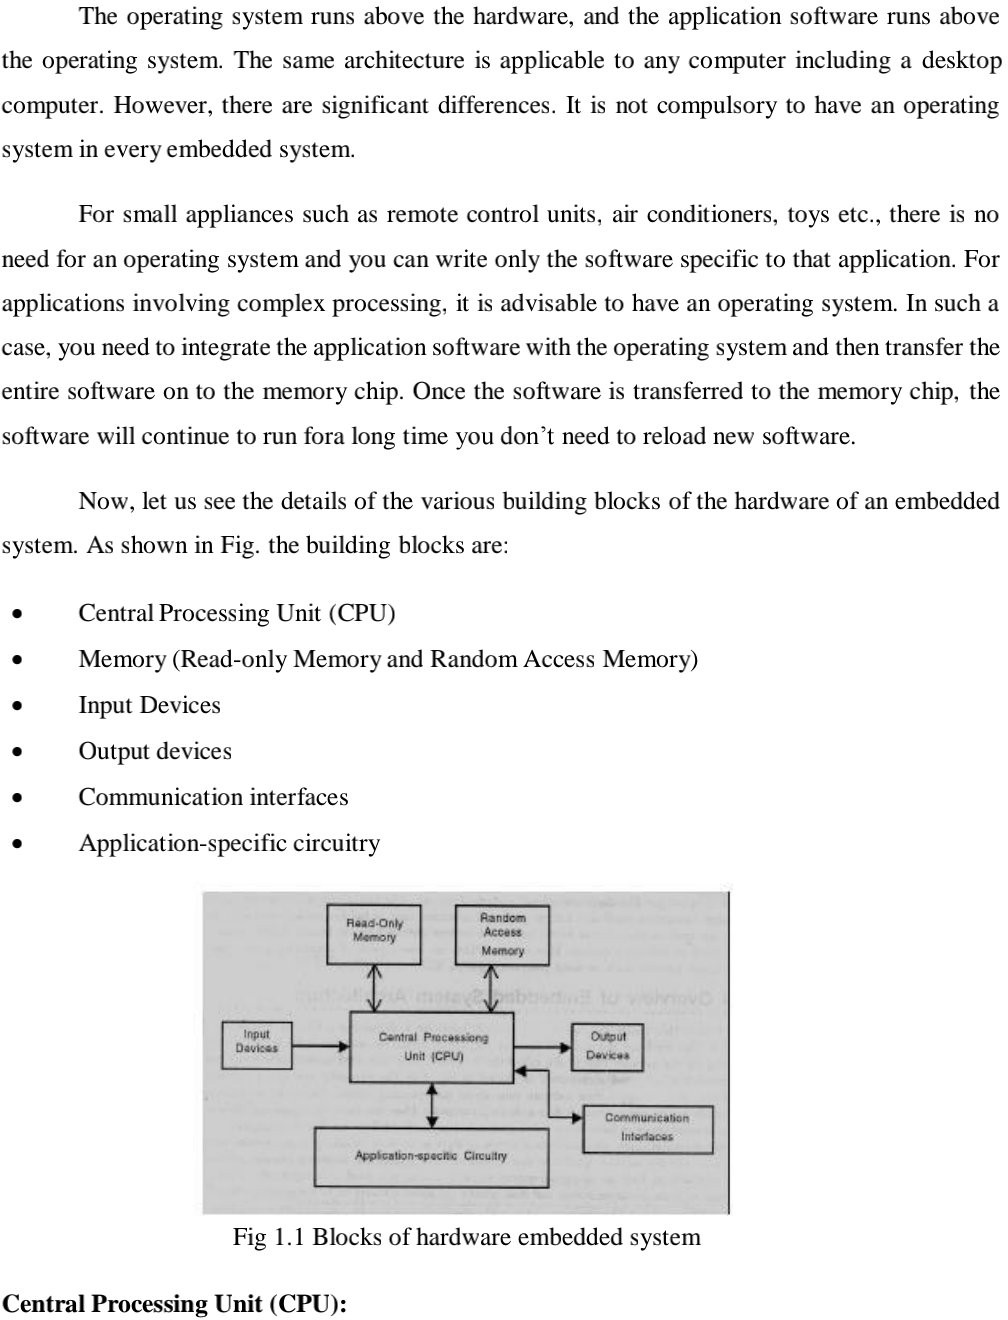 The operating system runs above the hardware, and the application software runs above
the operating system. The same architecture is applicable to any computer including a desktop
computer. However, there are significant differences. It is not compulsory to have an operating
system in every embedded system.
For small appliances such as remote control units, air conditioners, toys etc., there is no
need for an operating system and you can write only the software specific to that application. For
applications involving complex processing, it is advisable to have an operating system. In such a
case, you need to integrate the application software with the operating system and then transfer the
entire software on to the memory chip. Once the software is transferred to the memory chip, the
software will continue to run fora long time you don’t need to reload new software.
Now, let us see the details of the various building blocks of the hardware of an embedded
system. As shown in Fig. the building blocks are:
• Central Processing Unit (CPU)
• Memory (Read-only Memory and Random Access Memory)
• Input Devices
• Output devices
• Communication interfaces
• Application-specific circuitry
Read-Only
Memory
Random
Access
Memory
Input
Devices
Central Processiong
Unit (CPU)
Output
Devices
Communication
Interfaces
Application-specific Circuitry
Fig 1.1 Blocks of hardware embedded system
Central Processing Unit (CPU):